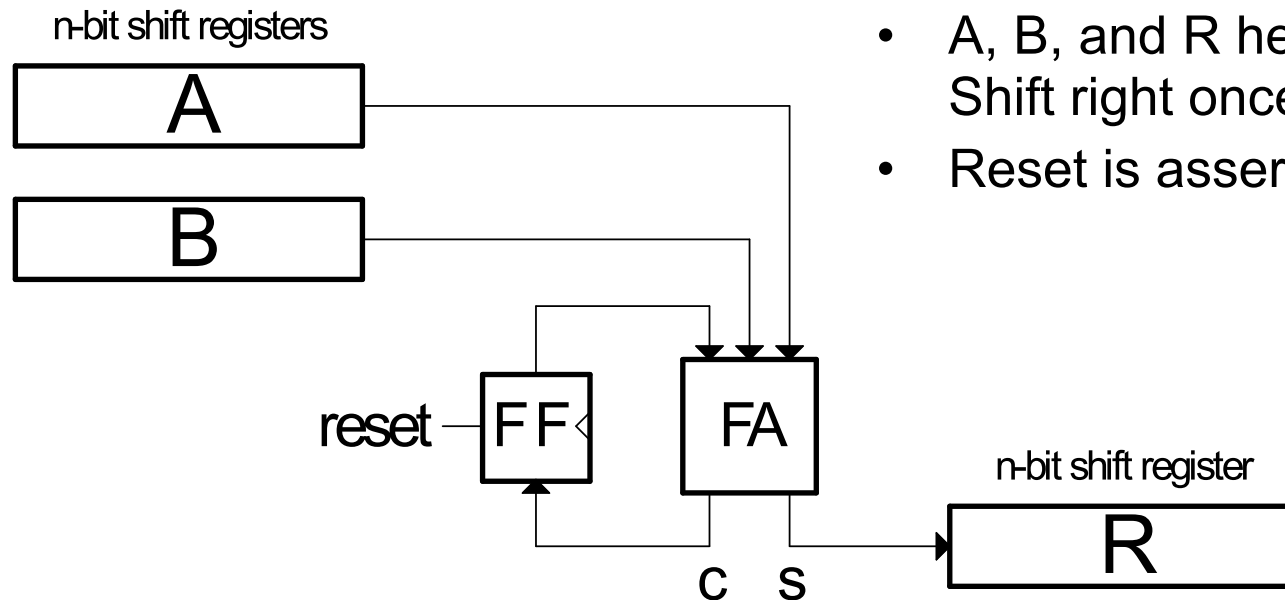 n-bit shift registers
A
B
reset
FF
FA
c s
n-bit shift register
R
• A, B, and R he
Shift right once
• Reset is asser